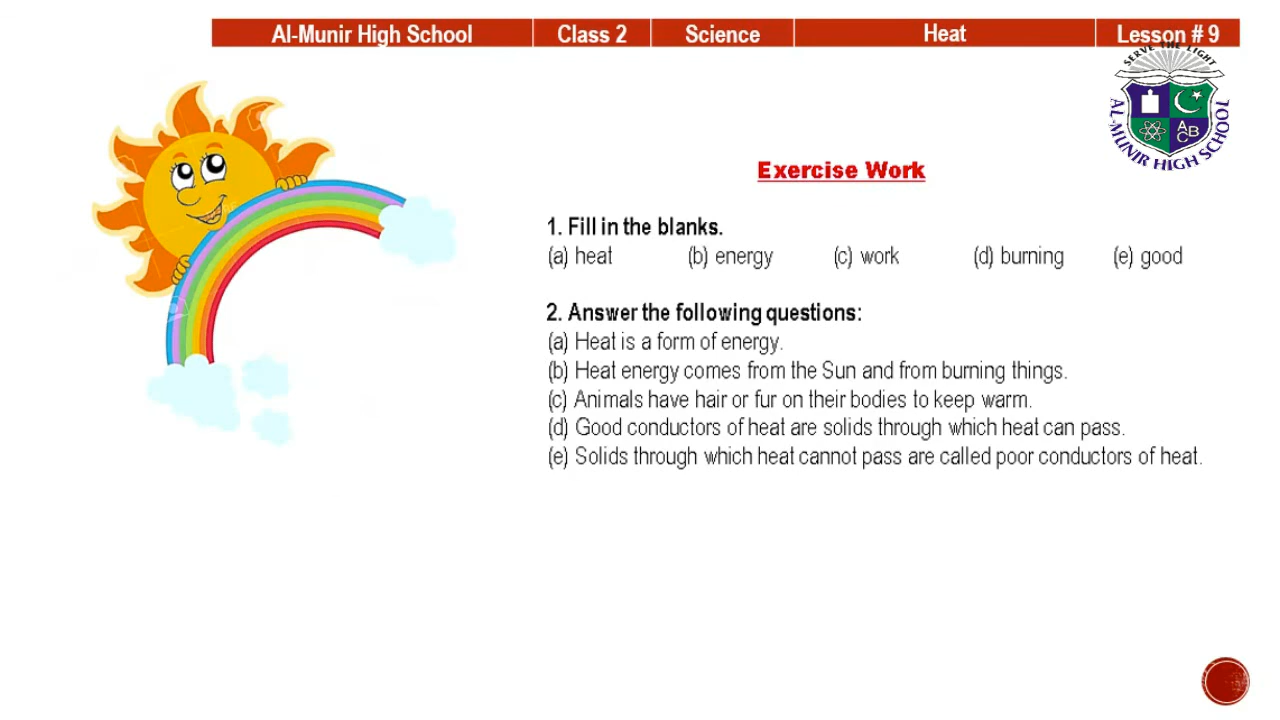 Al-Munir High School Class 2 Science Heat Lesson # 9
SERVE THE LIGHT
A B C
AL-MUNIR HIGH SCHOOL
Exercise Work
1. Fill in the blanks.
(a) heat (b) energy (c) work (d) burning (e) good
2. Answer the following questions:
(a) Heat is a form of energy.
(b) Heat energy comes from the Sun and from burning things.
(c) Animals have hair or fur on their bodies to keep warm.
(d) Good conductors of heat are solids through which heat can pass.
(e) Solids through which heat cannot pass are called poor conductors of heat.